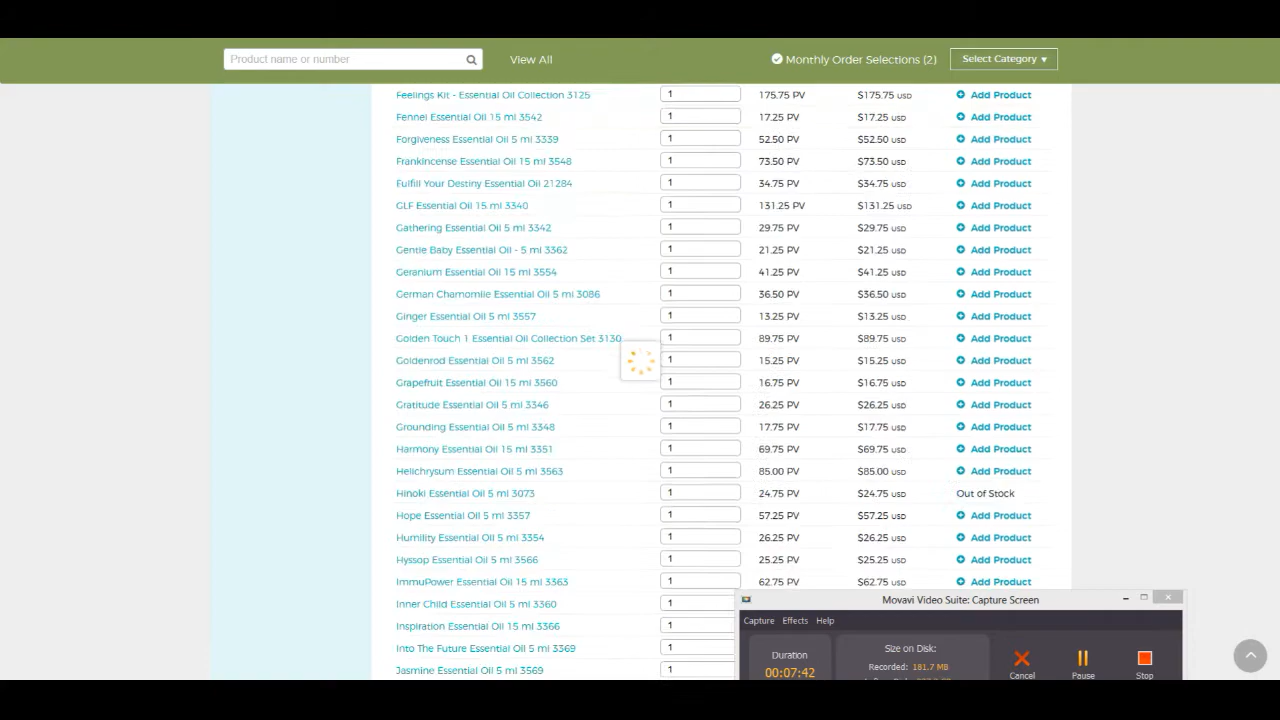 Product name or number
View All
Monthly Order Selections (2)
Select Category ▾
Feelings Kit - Essential Oil Collection 3125 1 175.75 PV $175.75 USD Add Product
Fennel Essential Oil 15 ml 3542 1 17.25 PV $17.25 USD Add Product
Forgiveness Essential Oil 5 ml 3339 1 52.50 PV $52.50 USD Add Product
Frankincense Essential Oil 15 ml 3548 1 73.50 PV $73.50 USD Add Product
Fulfill Your Destiny Essential Oil 21284 1 34.75 PV $34.75 USD Add Product
GLF Essential Oil 15 ml 3340 1 131.25 PV $131.25 USD Add Product
Gathering Essential Oil 5 ml 3342 1 29.75 PV $29.75 USD Add Product
Gentle Baby Essential Oil - 5 ml 3362 1 21.25 PV $21.25 USD Add Product
Geranium Essential Oil 15 ml 3554 1 41.25 PV $41.25 USD Add Product
German Chamomile Essential Oil 5 ml 3086 1 36.50 PV $36.50 USD Add Product
Ginger Essential Oil 5 ml 3557 1 13.25 PV $13.25 USD Add Product
Golden Touch 1 Essential Oil Collection Set 3130 1 89.75 PV $89.75 USD Add Product
Goldenrod Essential Oil 5 ml 3562 1 15.25 PV $15.25 USD Add Product
Grapefruit Essential Oil 15 ml 3560 1 16.75 PV $16.75 USD Add Product
Gratitude Essential Oil 5 ml 3346 1 26.25 PV $26.25 USD Add Product
Grounding Essential Oil 5 ml 3348 1 17.75 PV $17.75 USD Add Product
Harmony Essential Oil 15 ml 3351 1 69.75 PV $69.75 USD Add Product
Helichrysum Essential Oil 5 ml 3563 1 85.00 PV $85.00 USD Add Product
Hinoki Essential Oil 5 ml 3073 1 24.75 PV $24.75 USD Out of Stock
Hope Essential Oil 5 ml 3357 1 57.25 PV $57.25 USD Add Product
Humility Essential Oil 5 ml 3354 1 26.25 PV $26.25 USD Add Product
Hyssop Essential Oil 5 ml 3566 1 25.25 PV $25.25 USD Add Product
ImmuPower Essential Oil 15 ml 3363 1 62.75 PV $62.75 USD Add Product
Inner Child Essential Oil 5 ml 3360 1
Inspiration Essential Oil 15 ml 3366 1
Into The Future Essential Oil 5 ml 3369 1
Jasmine Essential Oil 5 ml 3569 1
Movavi Video Suite: Capture Screen
Capture Effects Help
Duration
00:07:42
Size on Disk:
Recorded: 181.7 MB
Cancel
Pause
Stop